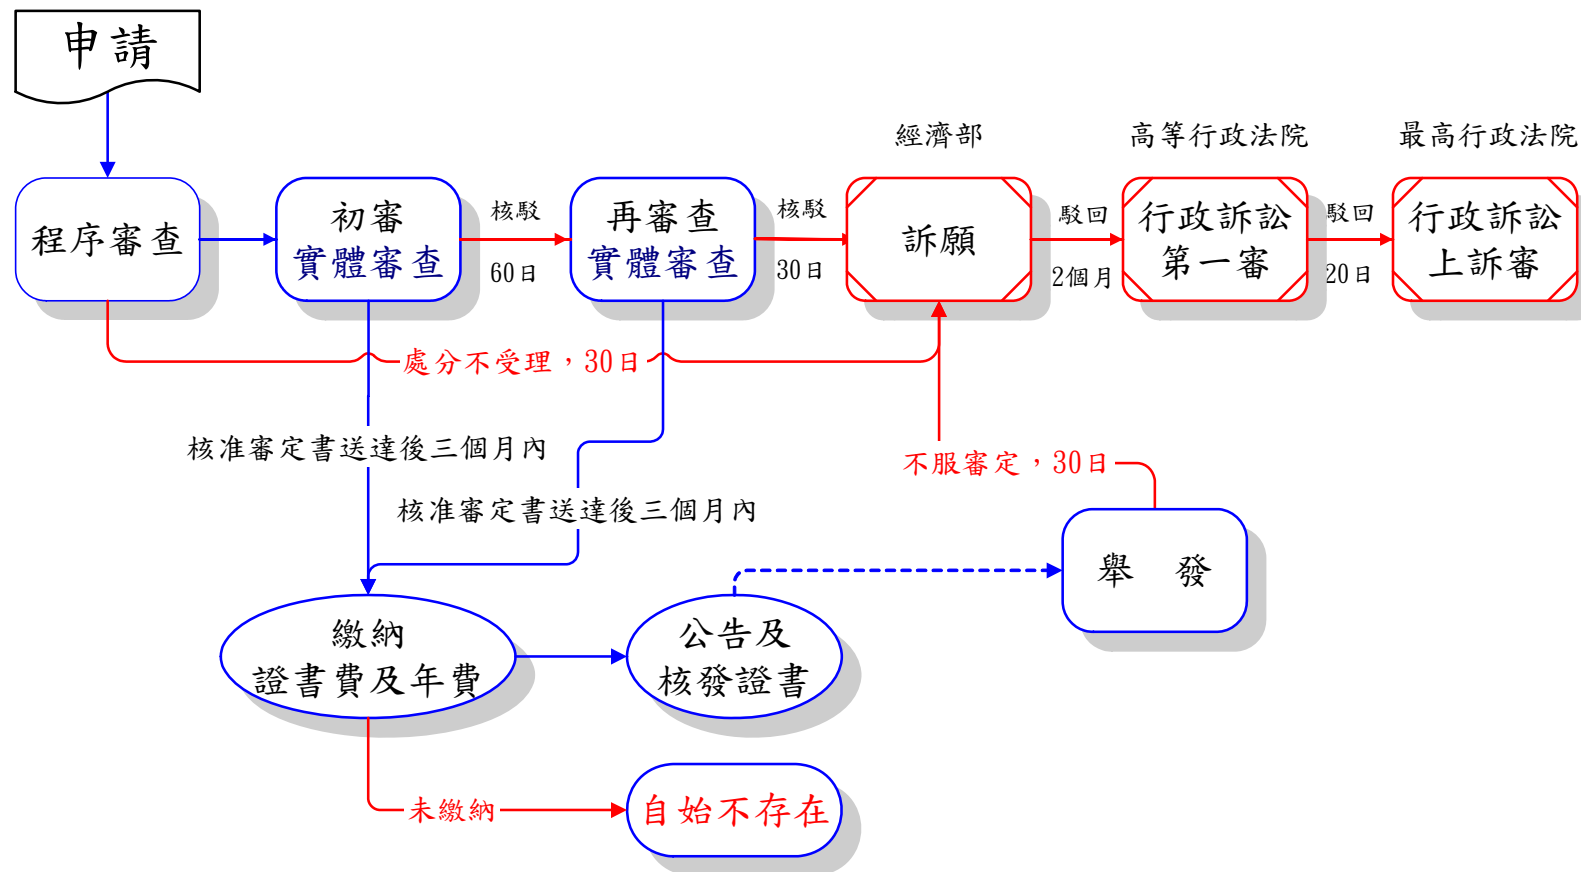 申請
經濟部
高等行政法院
最高行政法院
程序審查
初審
實體審查
核駁
60日
再審查
實體審查
核駁
30日
訴願
駁回
2個月
行政訴訟
第一審
駁回
20日
行政訴訟
上訴審
處分不受理，30日
核准審定書送達後三個月內
不服審定，30日
核准審定書送達後三個月內
舉 發
繳納
證書費及年費
公告及
核發證書
未繳納
自始不存在